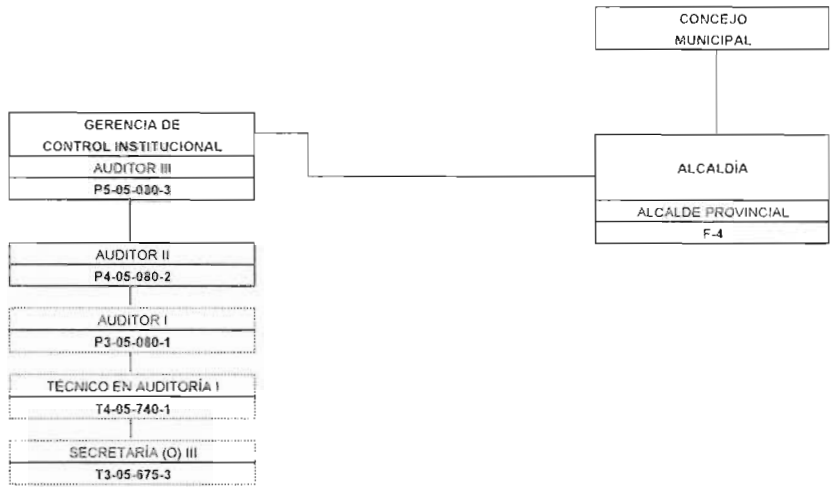 CONCEJO
MUNICIPAL
GERENCIA DE
CONTROL INSTITUCIONAL
AUDITOR III
P5-05-080-3
ALCALDÍA
ALCALDE PROVINCIAL
F-4
AUDITOR II
P4-05-080-2
AUDITOR I
P3-05-080-1
TÉCNICO EN AUDITORÍA I
T4-05-740-1
SECRETARÍA (O) III
T3-05-675-3